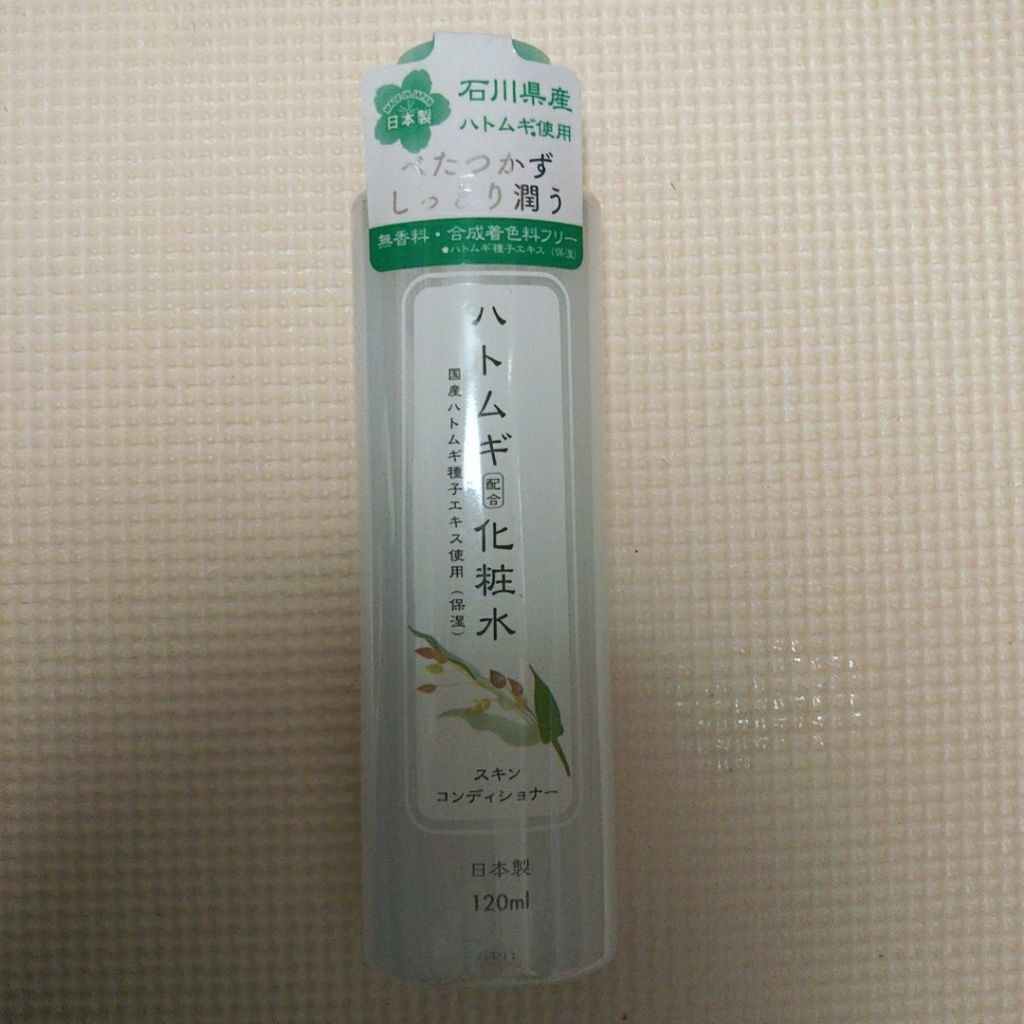 MADE IN JAPAN
日本製
石川県産
ハトムギ使用
べたつかず
しっとり潤う
無香料・合成着色料フリー
●ハトムギ種子エキス（保湿）
ハトムギ配合化粧水
国産ハトムギ種子エキス使用（保湿）
スキン
コンディショナー
日本製
120ml